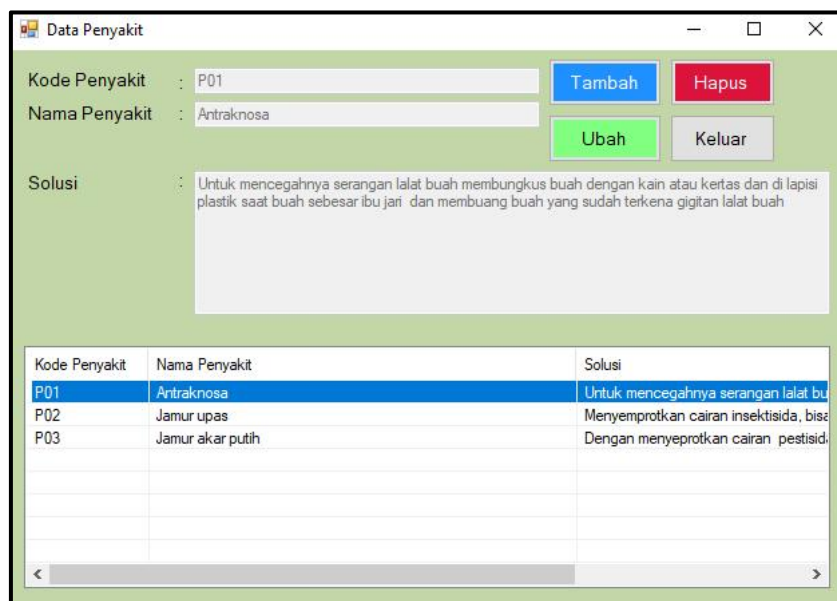 Data Penyakit
Kode Penyakit : P01
Tambah Hapus
Nama Penyakit : Antraknosa
Ubah Keluar
Solusi : Untuk mencegahnya serangan lalat buah membungkus buah dengan kain atau kertas dan di lapisi
plastik saat buah sebesar ibu jari dan membuang buah yang sudah terkena gigitan lalat buah
Kode Penyakit Nama Penyakit Solusi
P01 Antraknosa Untuk mencegahnya serangan lalat bu
P02 Jamur upas Menyemprotkan cairan insektisida, bisa
P03 Jamur akar putih Dengan menyeprotkan cairan pestisida